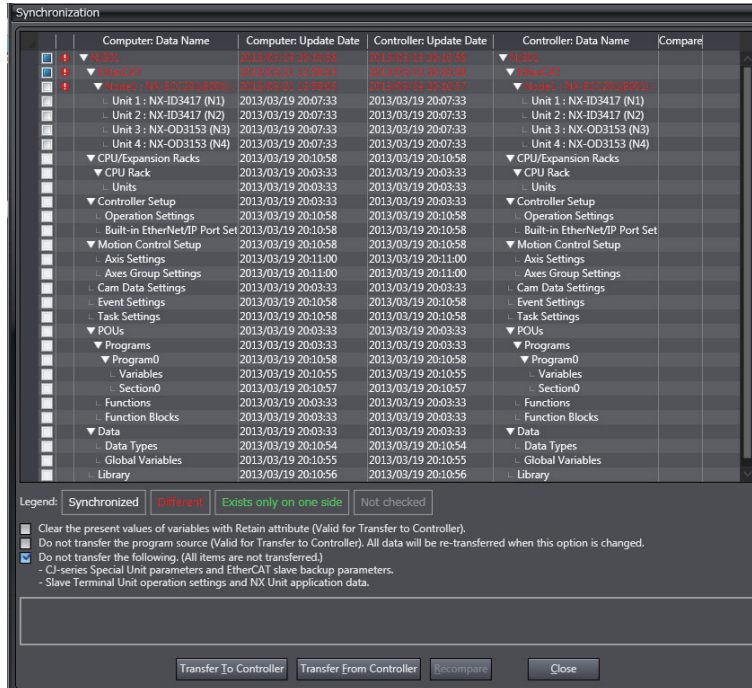 Synchronization
Computer: Data Name Computer: Update Date Controller: Update Date Controller: Data Name Compare
EtherCAT EtherCAT
Unit 1 : NX-ID3417 (N1) 2013/03/19 20:07:33 2013/03/19 20:07:33 Unit 1 : NX-ID3417 (N1)
Unit 2 : NX-ID3417 (N2) 2013/03/19 20:07:33 2013/03/19 20:07:33 Unit 2 : NX-ID3417 (N2)
Unit 3 : NX-OD3153 (N3) 2013/03/19 20:07:33 2013/03/19 20:07:33 Unit 3 : NX-OD3153 (N3)
Unit 4 : NX-OD3153 (N4) 2013/03/19 20:07:33 2013/03/19 20:07:33 Unit 4 : NX-OD3153 (N4)
CPU/Expansion Racks 2013/03/19 20:10:58 2013/03/19 20:10:58 CPU/Expansion Racks
CPU Rack 2013/03/19 20:03:33 2013/03/19 20:03:33 CPU Rack
Units 2013/03/19 20:03:33 2013/03/19 20:03:33 Units
Controller Setup 2013/03/19 20:03:33 2013/03/19 20:03:33 Controller Setup
Operation Settings 2013/03/19 20:10:58 2013/03/19 20:10:58 Operation Settings
Built-in EtherNet/IP Port Set 2013/03/19 20:10:58 2013/03/19 20:10:58 Built-in EtherNet/IP Port Set
Motion Control Setup 2013/03/19 20:10:58 2013/03/19 20:10:58 Motion Control Setup
Axis Settings 2013/03/19 20:11:00 2013/03/19 20:11:00 Axis Settings
Axes Group Settings 2013/03/19 20:11:00 2013/03/19 20:11:00 Axes Group Settings
Cam Data Settings 2013/03/19 20:03:33 2013/03/19 20:03:33 Cam Data Settings
Event Settings 2013/03/19 20:10:58 2013/03/19 20:10:58 Event Settings
Task Settings 2013/03/19 20:10:58 2013/03/19 20:10:58 Task Settings
POUs 2013/03/19 20:03:33 2013/03/19 20:03:33 POUs
Programs 2013/03/19 20:03:33 2013/03/19 20:03:33 Programs
Program0 2013/03/19 20:10:58 2013/03/19 20:10:58 Program0
Variables 2013/03/19 20:10:55 2013/03/19 20:10:55 Variables
Section0 2013/03/19 20:10:57 2013/03/19 20:10:57 Section0
Functions 2013/03/19 20:03:33 2013/03/19 20:03:33 Functions
Function Blocks 2013/03/19 20:03:33 2013/03/19 20:03:33 Function Blocks
Data 2013/03/19 20:03:33 2013/03/19 20:03:33 Data
Data Types 2013/03/19 20:10:54 2013/03/19 20:10:54 Data Types
Global Variables 2013/03/19 20:10:55 2013/03/19 20:10:55 Global Variables
Library 2013/03/19 20:10:56 2013/03/19 20:10:56 Library
Legend: Synchronized Different Exists only on one side Not checked
Clear the present values of variables with Retain attribute (Valid for Transfer to Controller).
Do not transfer the program source (Valid for Transfer to Controller). All data will be re-transferred when this option is changed.
Do not transfer the following. (All items are not transferred.)
- CJ-series Special Unit parameters and EtherCAT slave backup parameters.
- Slave Terminal Unit operation settings and NX Unit application data.
Transfer To Controller Transfer From Controller Recompare Close